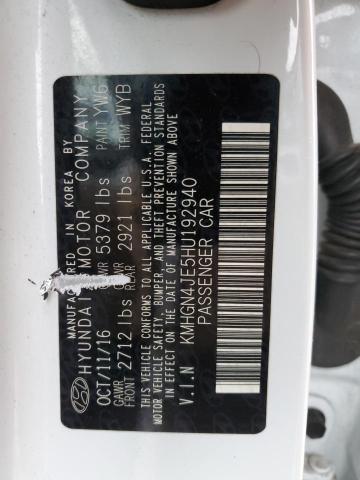 MANUFACTURED IN KOREA BY
HYUNDAI MOTOR COMPANY
OCT/11/16 GVWR 5379 lbs PAINT YW6
GAWR FRONT 2712 lbs GAWR REAR 2921 lbs TRIM WYB
THIS VEHICLE CONFORMS TO ALL APPLICABLE U.S.A. FEDERAL
MOTOR VEHICLE SAFETY, BUMPER, AND THEFT PREVENTION STANDARDS
IN EFFECT ON THE DATE OF MANUFACTURE SHOWN ABOVE
V.I.N KMHGN4JE5HU192940
PASSENGER CAR